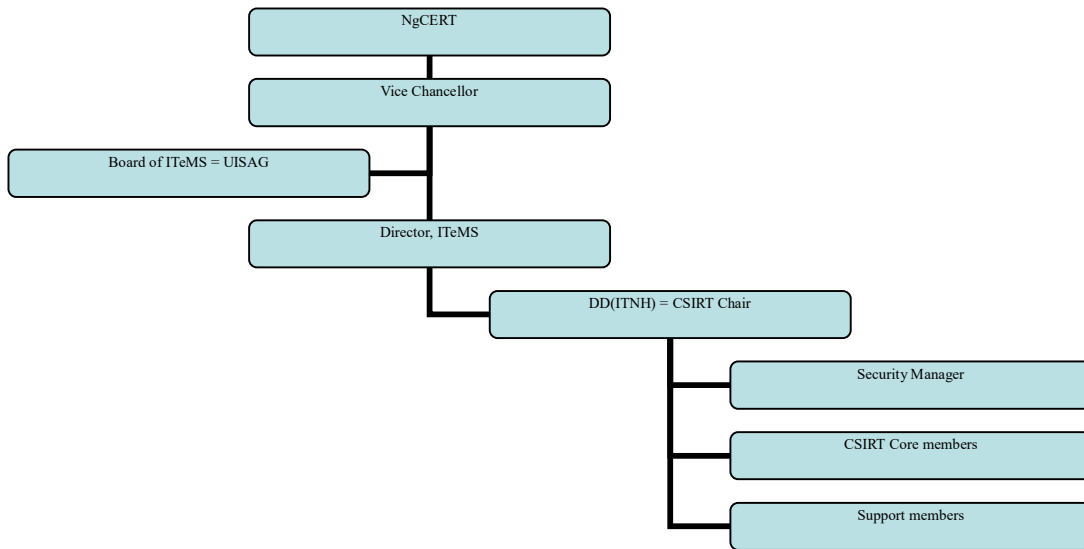 NgCERT
Vice Chancellor
Board of ITeMS = UISAG
Director, ITeMS
DD(ITNH) = CSIRT Chair
Security Manager
CSIRT Core members
Support members